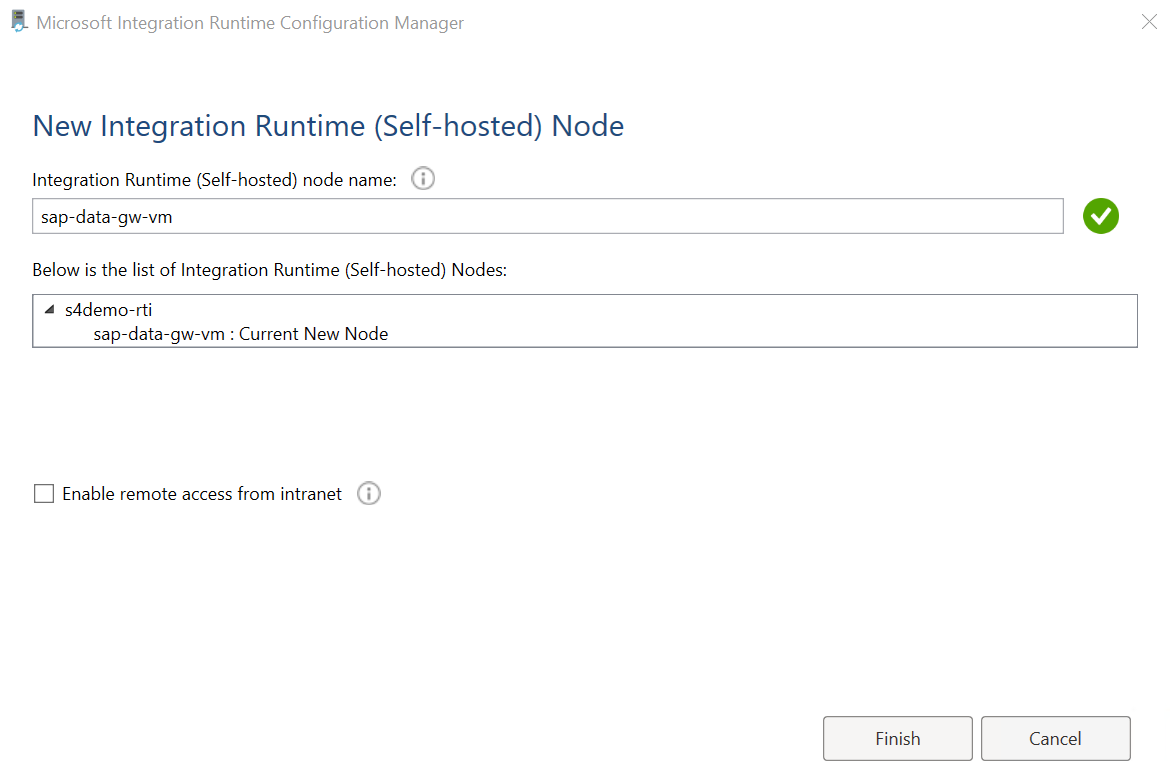 Microsoft Integration Runtime Configuration Manager
New Integration Runtime (Self-hosted) Node
Integration Runtime (Self-hosted) node name:
sap-data-gw-vm
Below is the list of Integration Runtime (Self-hosted) Nodes:
s4demo-rti
sap-data-gw-vm : Current New Node
Enable remote access from intranet
Finish
Cancel